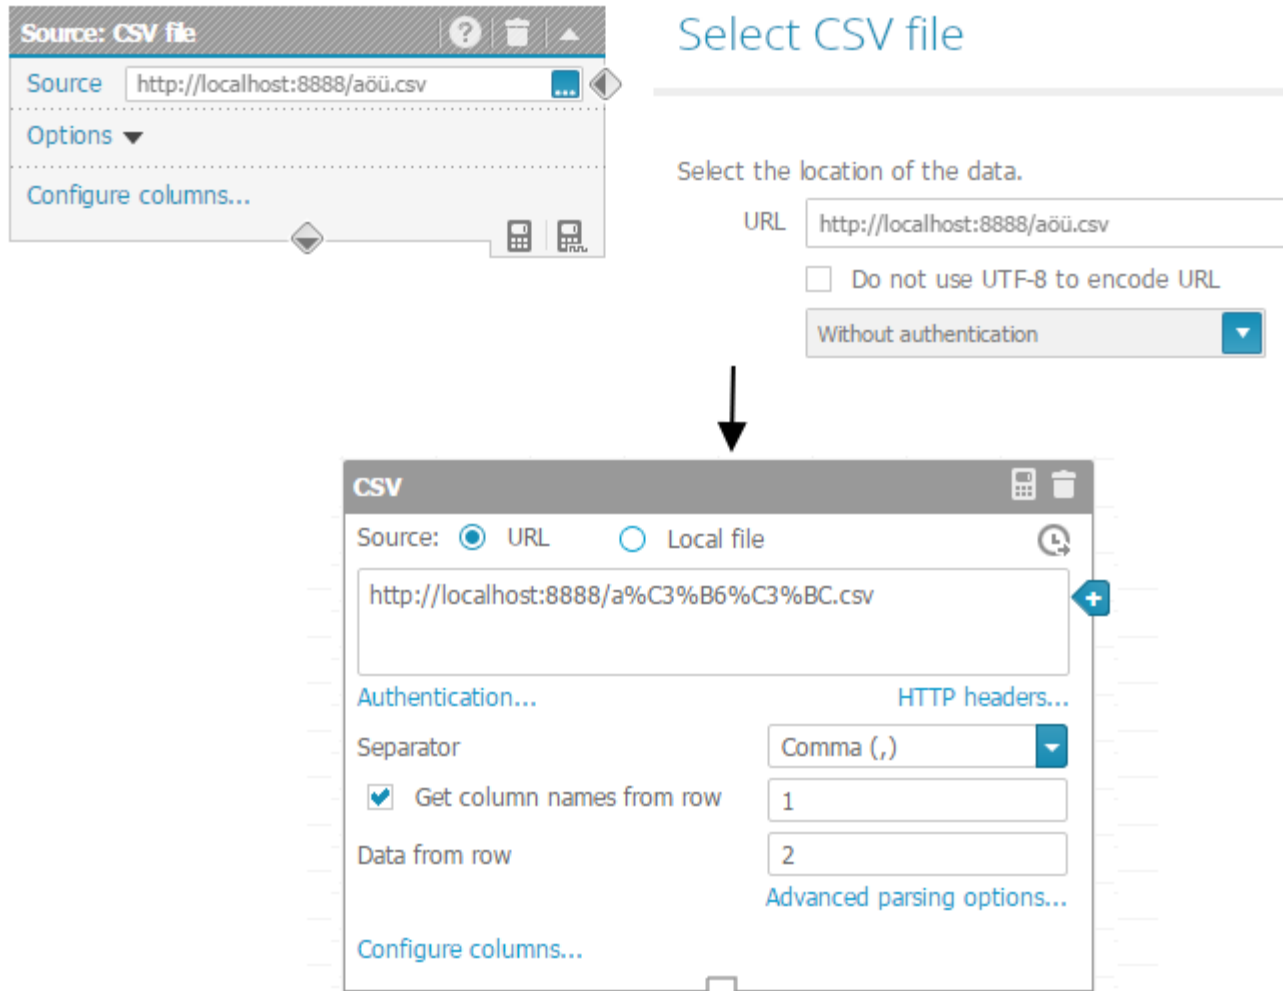 Source: CSV file
Source http://localhost:8888/aöü.csv ...
Options
Configure columns...
Select CSV file
Select the location of the data.
URL http://localhost:8888/aöü.csv
Do not use UTF-8 to encode URL
Without authentication
CSV
Source: URL Local file
http://localhost:8888/a%C3%B6%C3%BC.csv
Authentication... HTTP headers...
Separator Comma (,)
Get column names from row 1
Data from row 2
Advanced parsing options...
Configure columns...